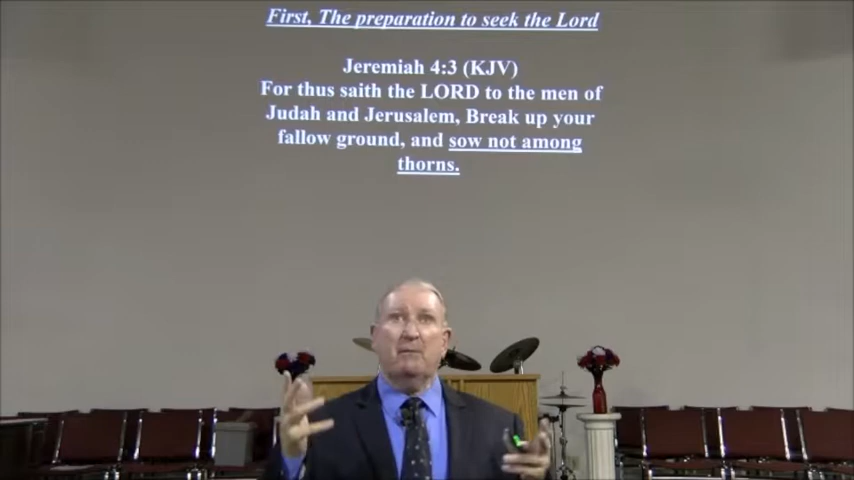 First, The preparation to seek the Lord
Jeremiah 4:3 (KJV)
For thus saith the LORD to the men of
Judah and Jerusalem, Break up your
fallow ground, and sow not among
thorns.